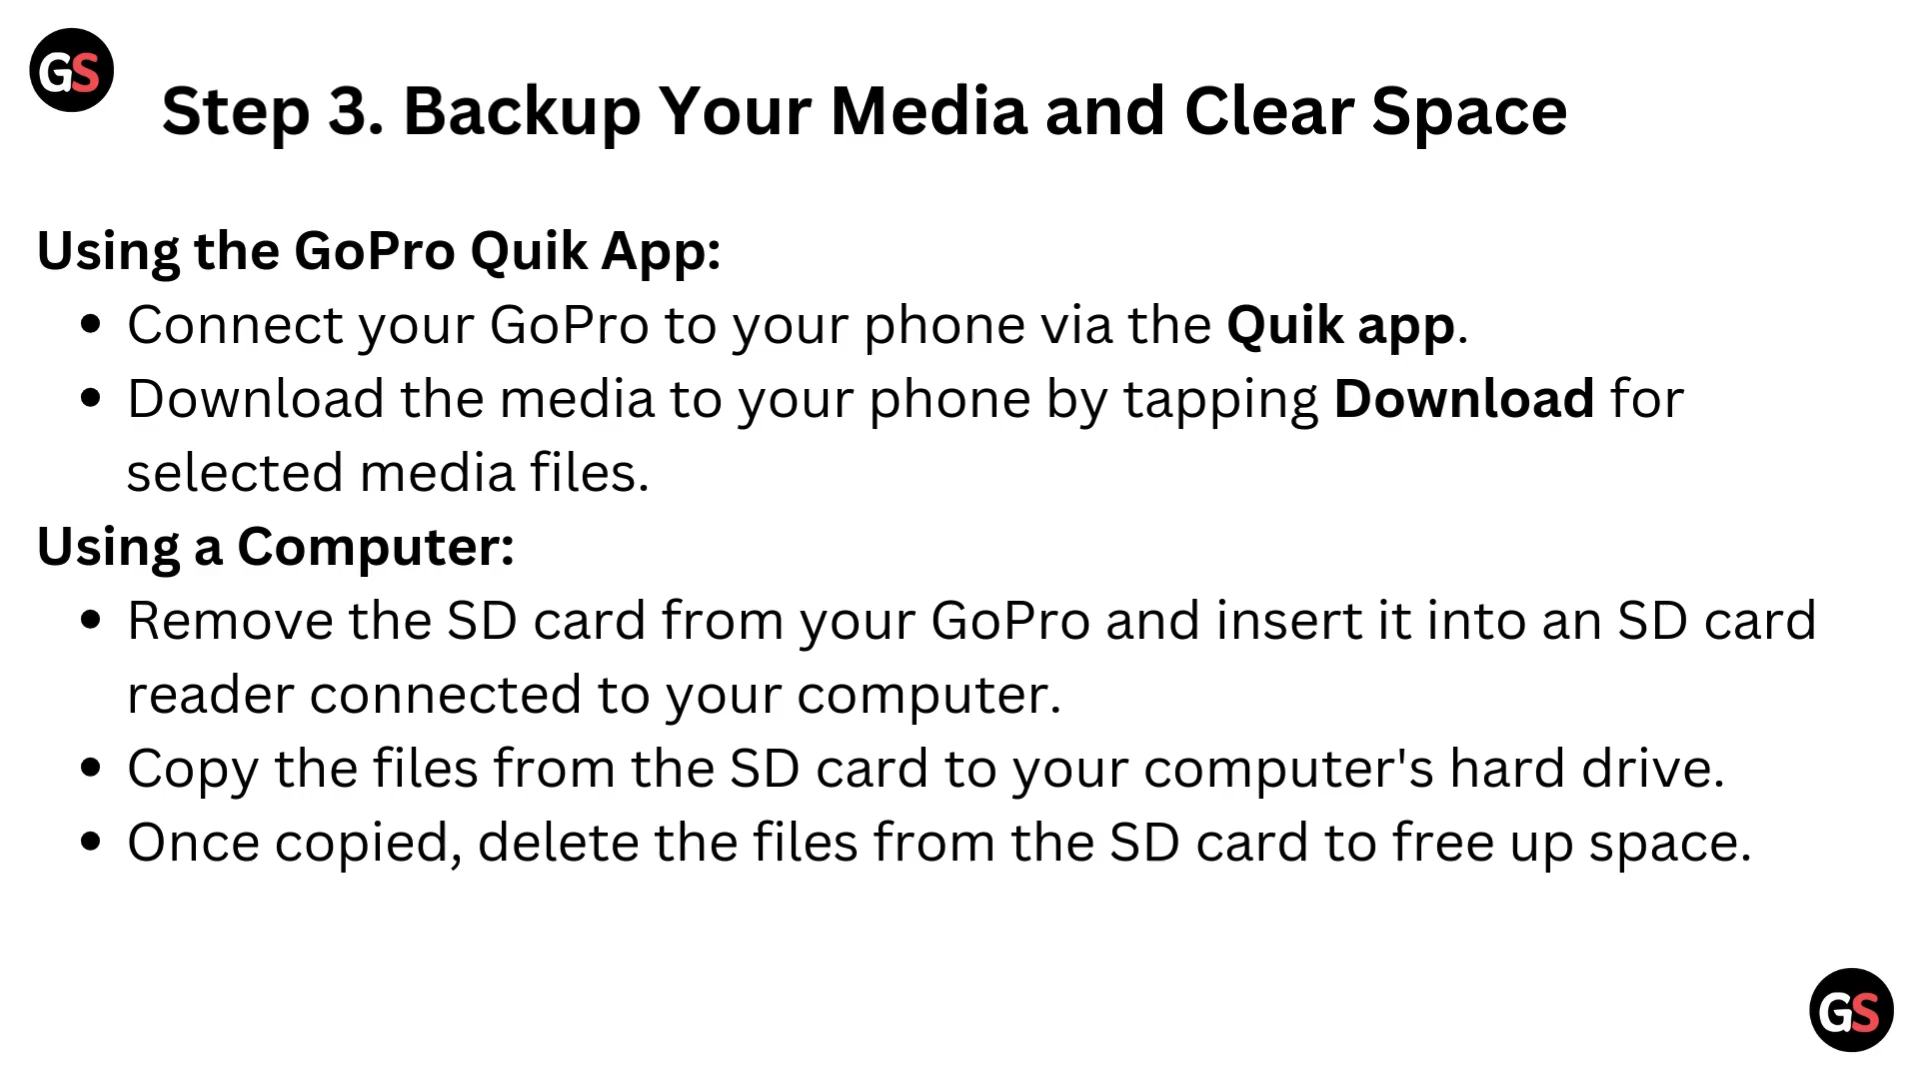 GS
Step 3. Backup Your Media and Clear Space
Using the GoPro Quik App:
Connect your GoPro to your phone via the Quik app.
Download the media to your phone by tapping Download for
selected media files.
Using a Computer:
Remove the SD card from your GoPro and insert it into an SD card
reader connected to your computer.
Copy the files from the SD card to your computer's hard drive.
Once copied, delete the files from the SD card to free up space.
GS